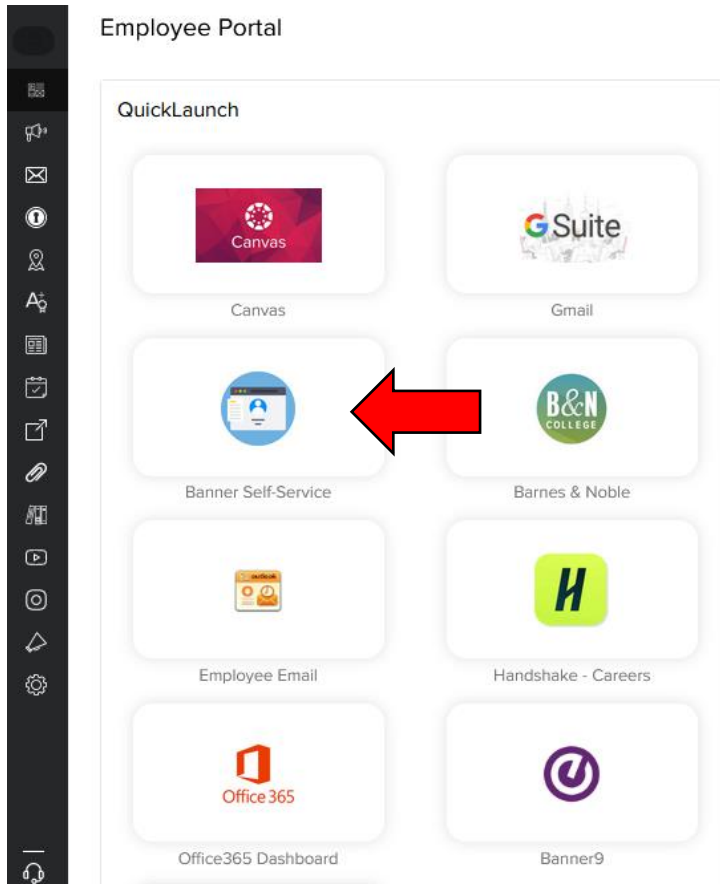 Employee Portal
QuickLaunch
Canvas
G Suite
Canvas
Gmail
B&N
COLLEGE
Banner Self-Service
Barnes & Noble
outlook
H
Employee Email
Handshake - Careers
Office 365
Office365 Dashboard
Banner9